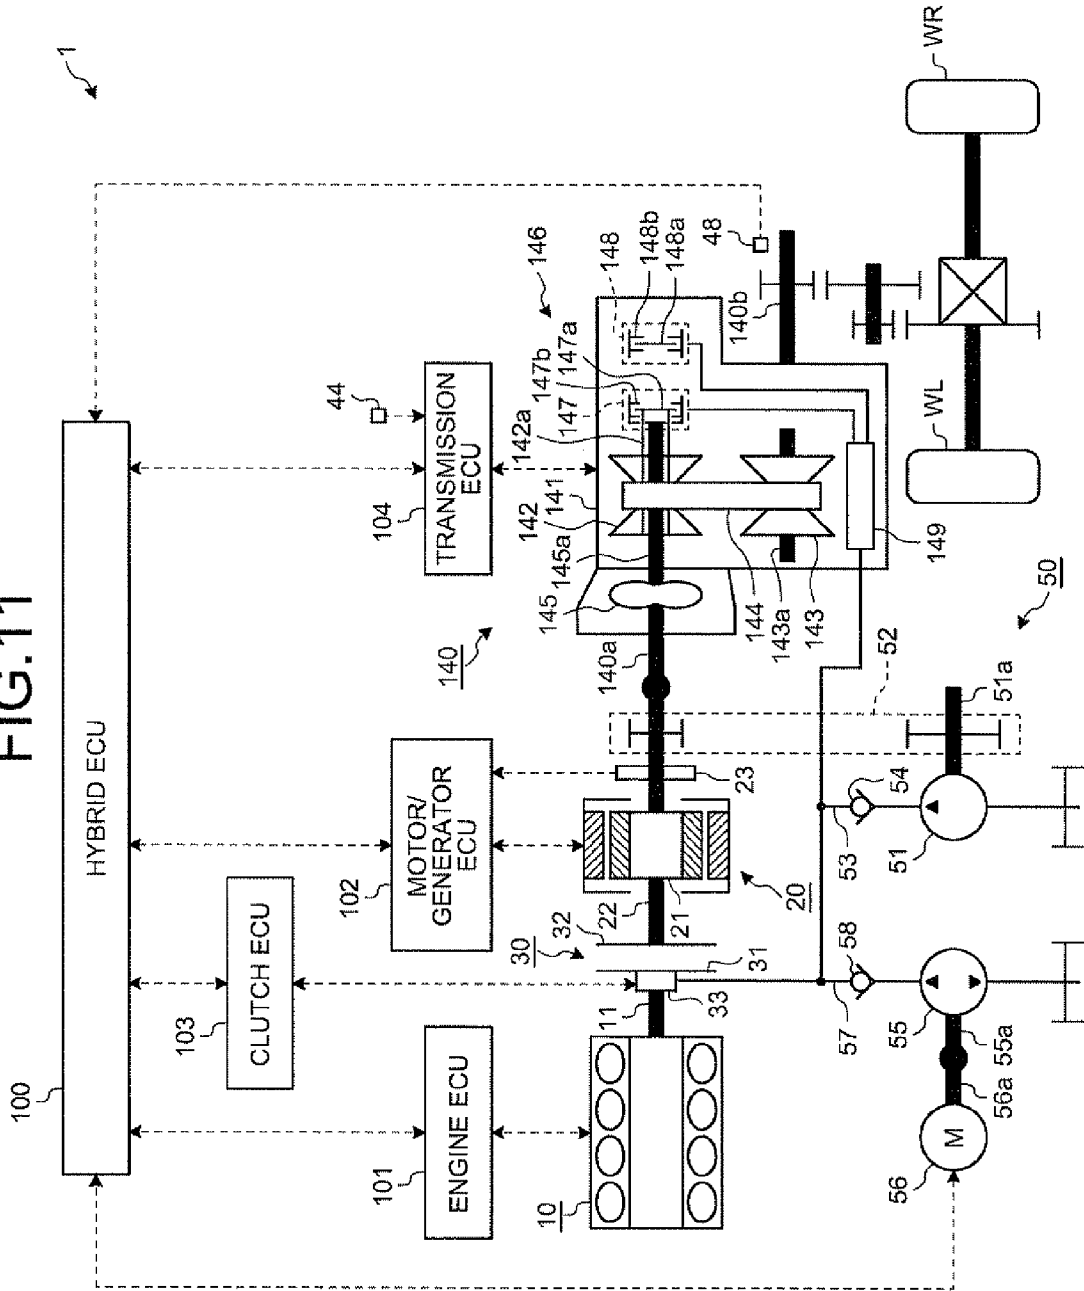 FIG.11
1
100
HYBRID ECU
103
CLUTCH ECU
101
ENGINE ECU
102
MOTOR/
GENERATOR
ECU
104
TRANSMISSION
ECU
44
10
11
30
33
31
32
22
21
20
23
140
140a
145
145a
142
141
142a
147
147b
147a
146
148
148b
148a
144
143a
143
149
140b
48
WL
WR
50
52
51a
51
53
54
55
57
58
55a
56a
56
M